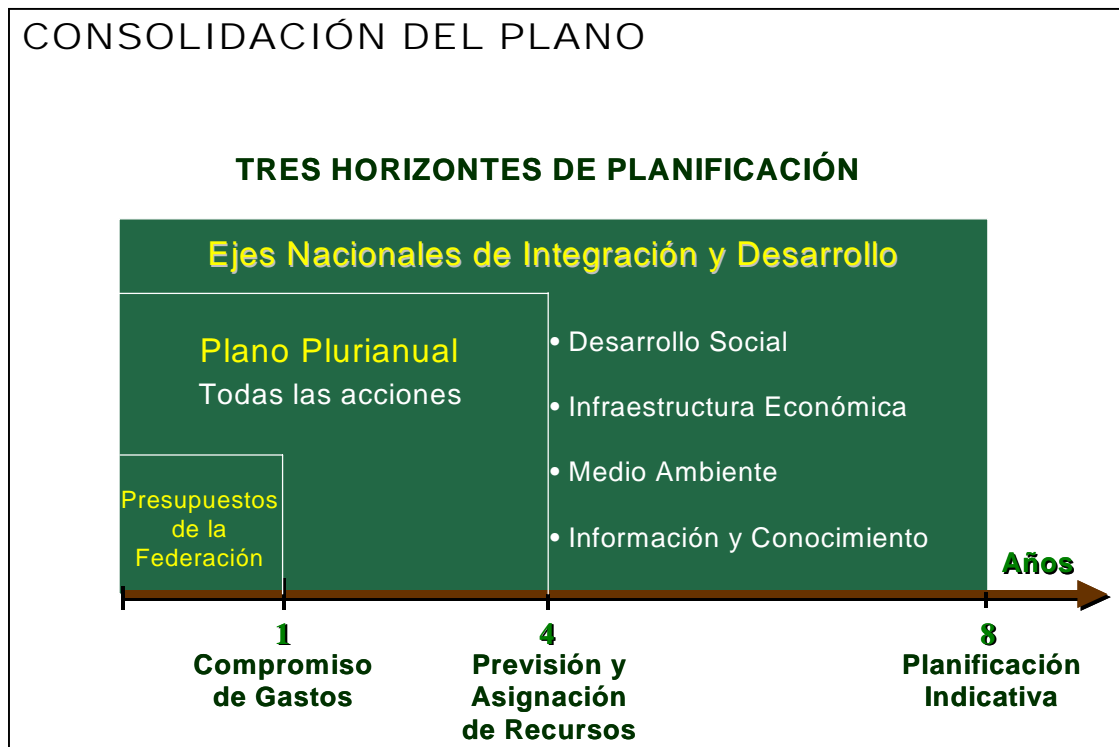 CONSOLIDACIÓN DEL PLANO
TRES HORIZONTES DE PLANIFICACIÓN
Ejes Nacionales de Integración y Desarrollo
Plano Plurianual
Todas las acciones
• Desarrollo Social
• Infraestructura Económica
• Medio Ambiente
• Información y Conocimiento
Presupuestos
de la
Federación
Años
1
Compromiso
de Gastos
4
Previsión y
Asignación
de Recursos
8
Planificación
Indicativa